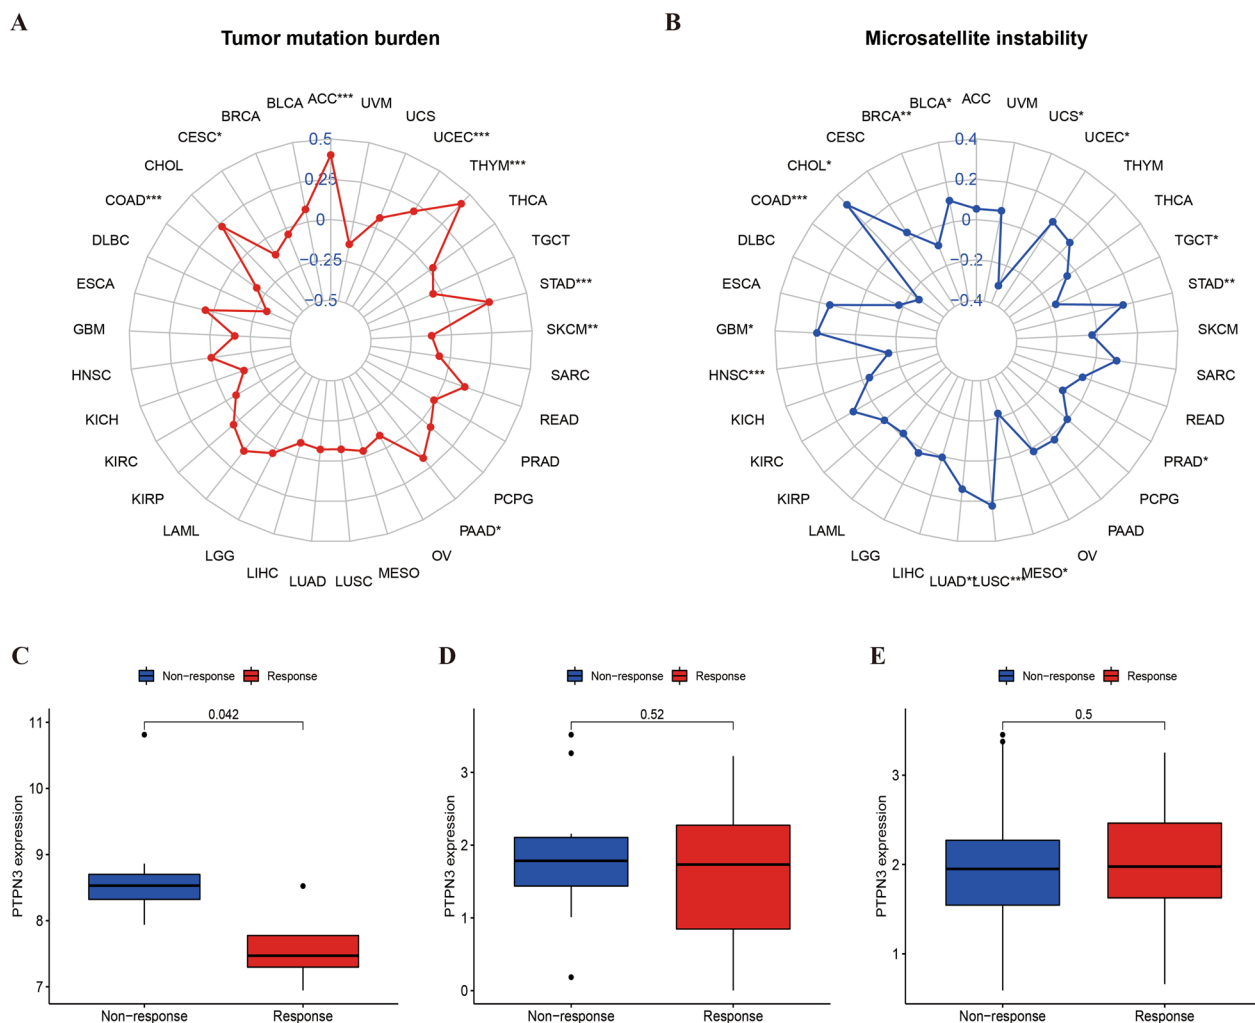 A
Tumor mutation burden
ACC***
UVM
UCS
UCEC***
THYM***
THCA
TGCT
STAD***
SKCM**
SARC
READ
PRAD
PCPG
PAAD*
OV
MESO
LUSC
LUAD
LIHC
LGG
LAML
KIRP
KIRC
KICH
HNSC
GBM
ESCA
DLBC
COAD***
CHOL
CESC*
BRCA
BLCA
0.5
0.25
0
−0.25
−0.5
B
Microsatellite instability
ACC
UVM
UCS*
UCEC*
THYM
THCA
TGCT*
STAD**
SKCM
SARC
READ
PRAD*
PCPG
PAAD
OV
MESO*
LUSC***
LUAD**
LIHC
LGG
LAML
KIRP
KIRC
KICH
HNSC***
GBM*
ESCA
DLBC
COAD***
CHOL*
CESC
BRCA**
BLCA*
0.4
0.2
0
−0.2
−0.4
C
Non−response Response
0.042
PTPN3 expression
11
10
9
8
7
Non−response Response
D
Non−response Response
0.52
PTPN3 expression
3
2
1
0
Non−response Response
E
Non−response Response
0.5
PTPN3 expression
3
2
1
Non−response Response